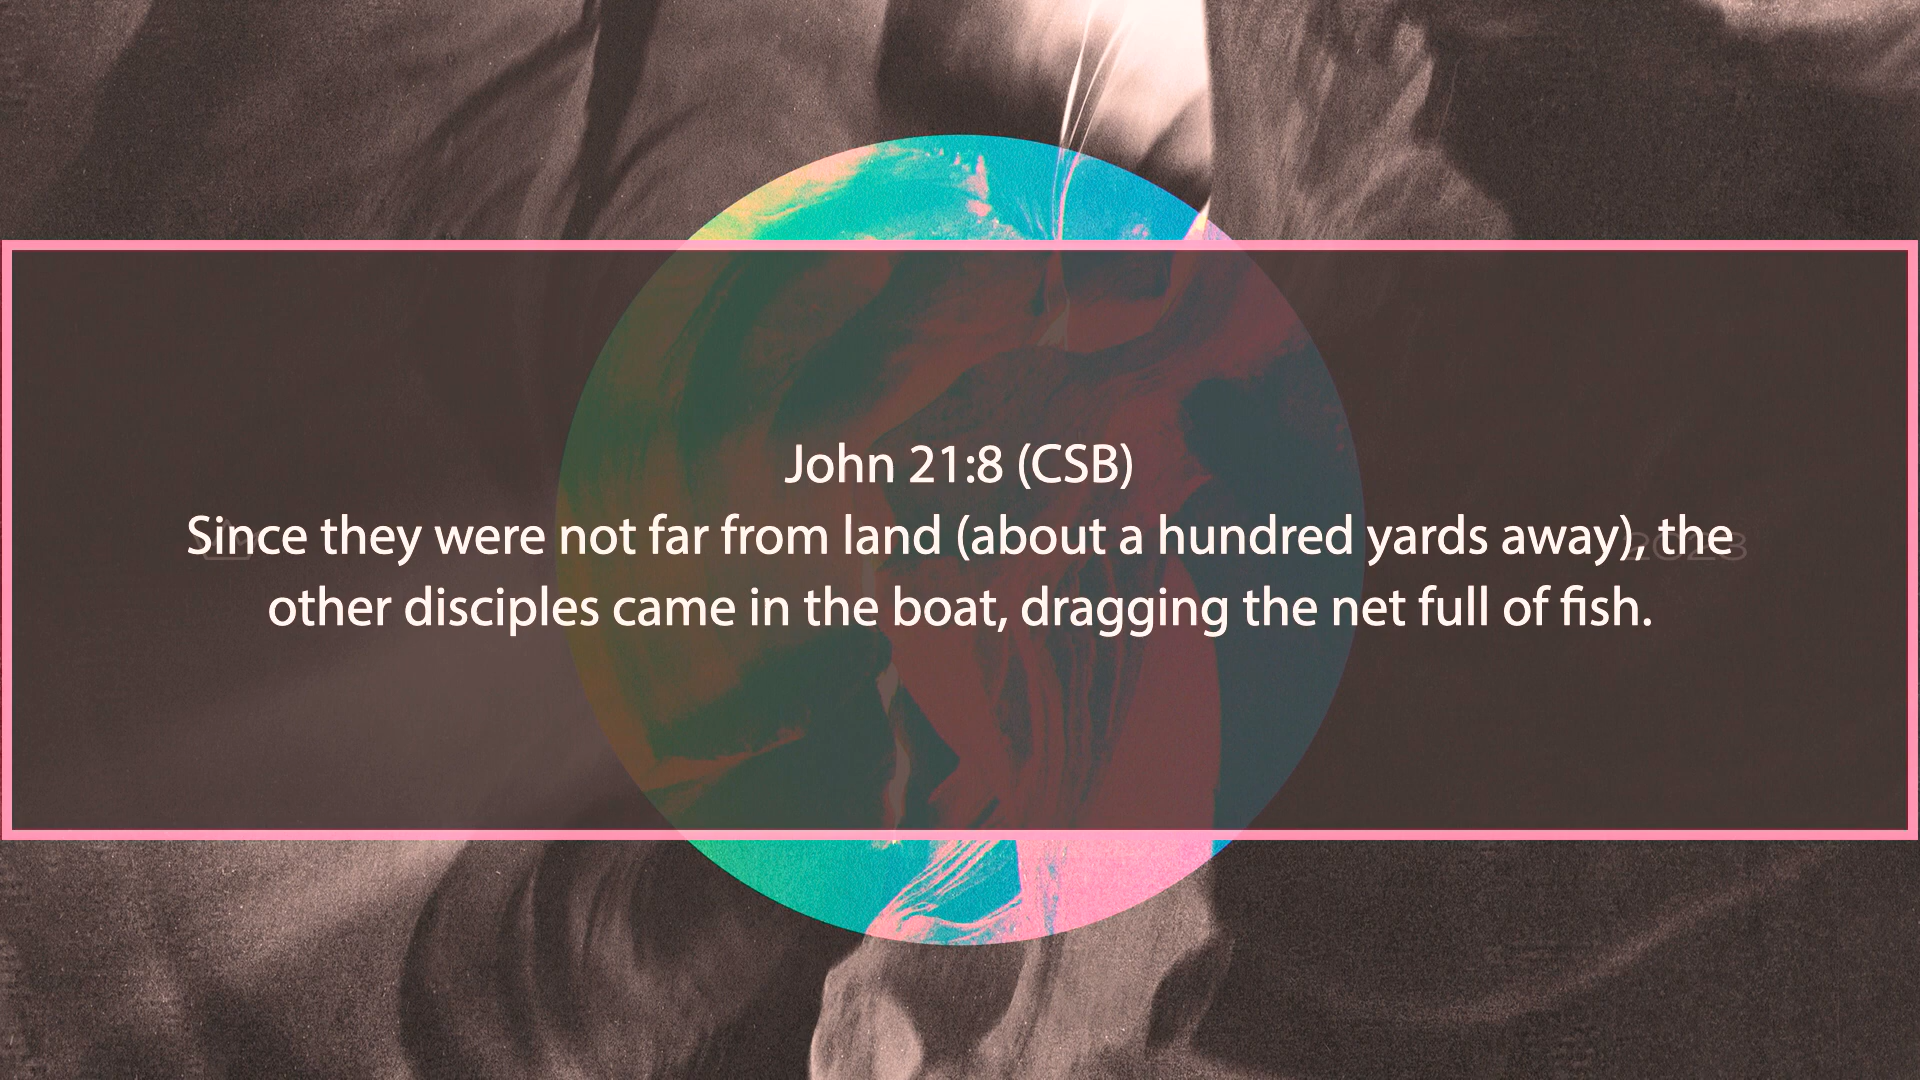 John 21:8 (CSB)
Since they were not far from land (about a hundred yards away), the
other disciples came in the boat, dragging the net full of fish.
2023